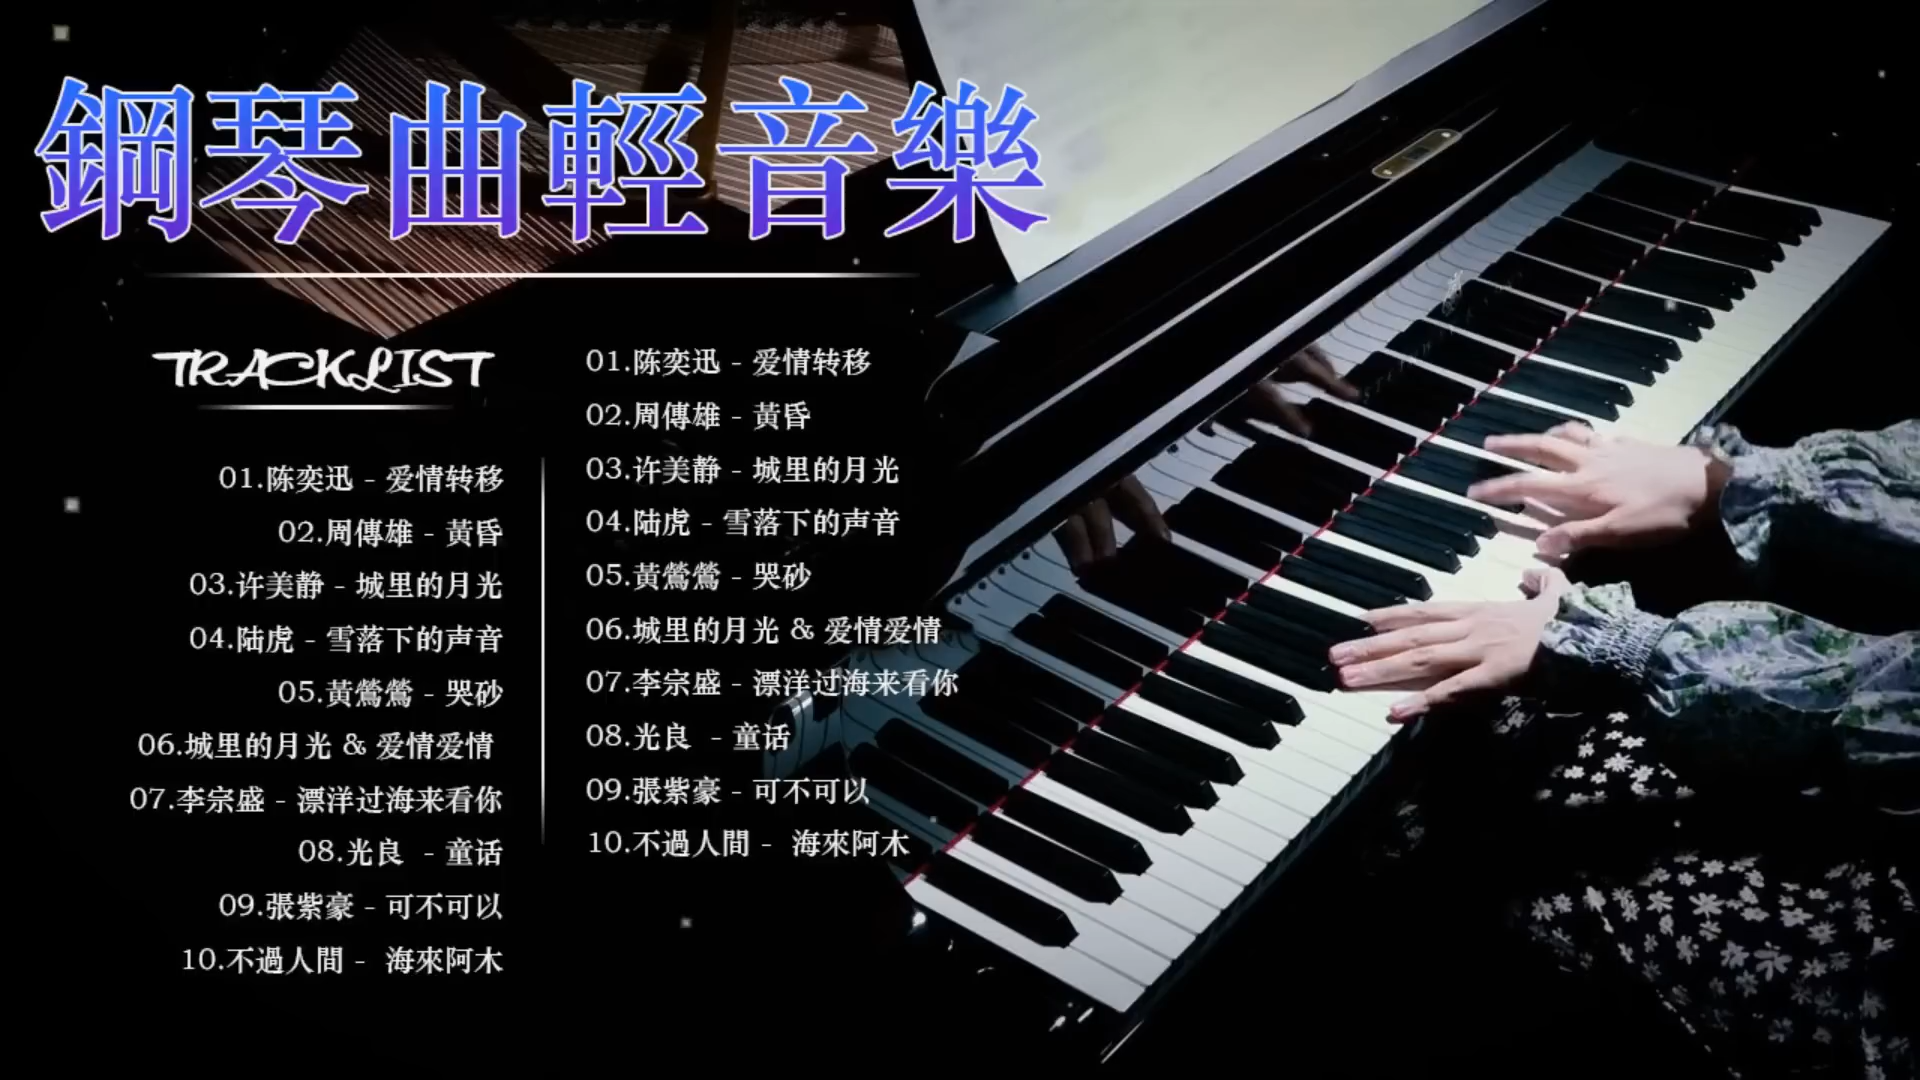 鋼琴曲輕音樂
TRACKLIST
01.陈奕迅 - 爱情转移
02.周傳雄 - 黃昏
03.许美静 - 城里的月光
04.陆虎 - 雪落下的声音
05.黃鶯鶯 - 哭砂
06.城里的月光 & 爱情爱情
07.李宗盛 - 漂洋过海来看你
08.光良  - 童话
09.張紫豪 - 可不可以
10.不過人間 -  海來阿木
01.陈奕迅 - 爱情转移
02.周傳雄 - 黃昏
03.许美静 - 城里的月光
04.陆虎 - 雪落下的声音
05.黃鶯鶯 - 哭砂
06.城里的月光 & 爱情爱情
07.李宗盛 - 漂洋过海来看你
08.光良  - 童话
09.張紫豪 - 可不可以
10.不過人間 -  海來阿木